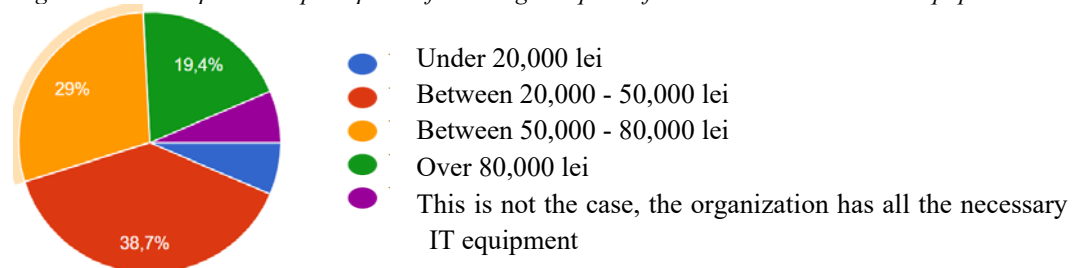 19,4%
29%
38,7%
Under 20,000 lei
Between 20,000 - 50,000 lei
Between 50,000 - 80,000 lei
Over 80,000 lei
This is not the case, the organization has all the necessary
IT equipment